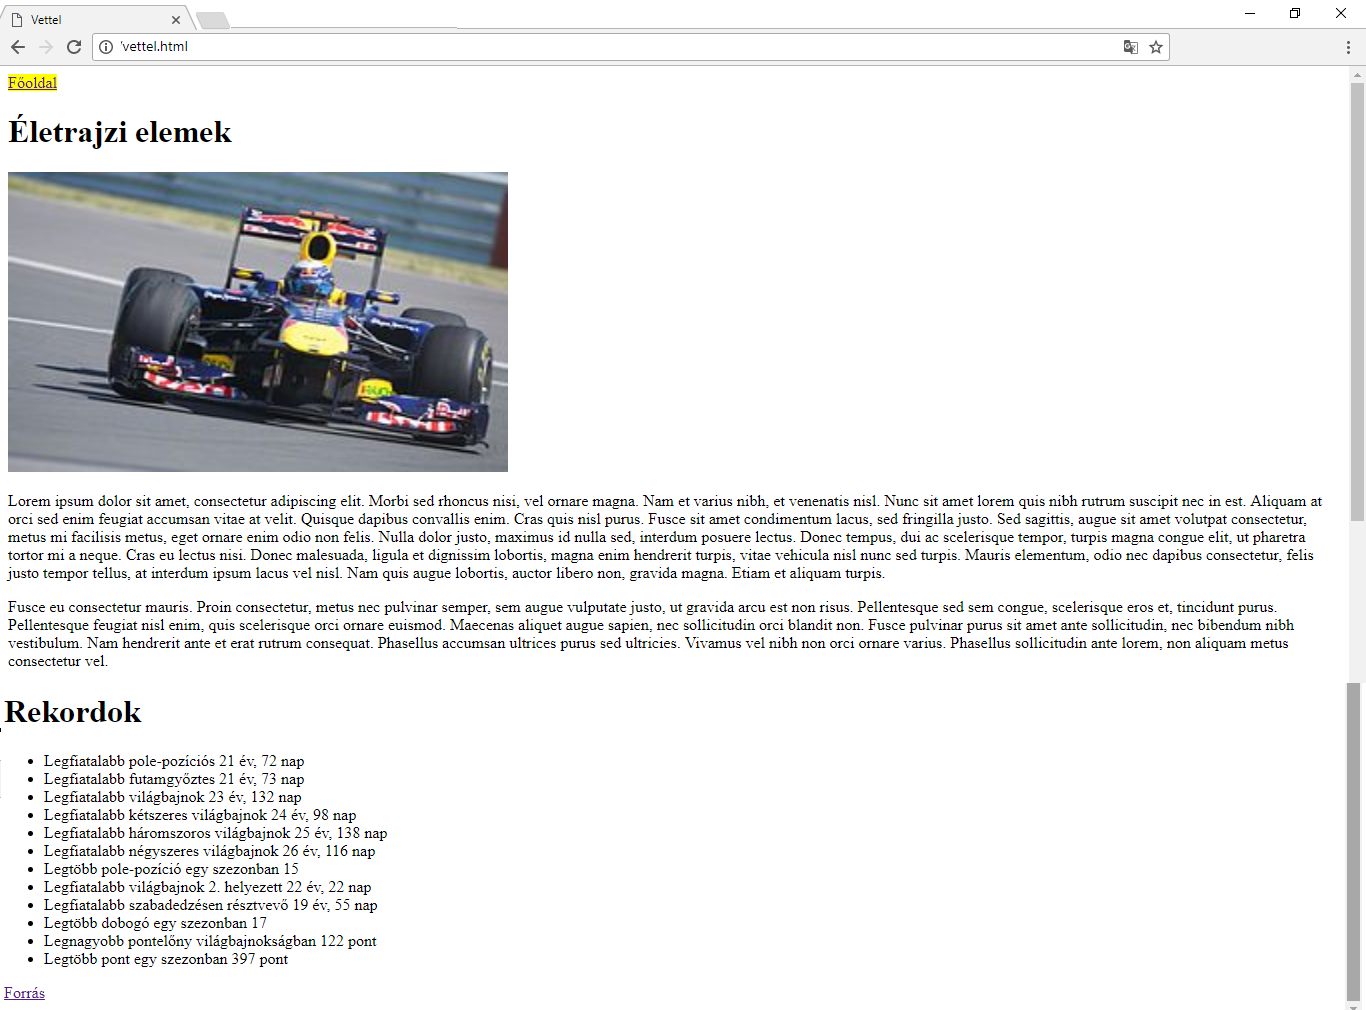 Vettel
'vettel.html
Főoldal
Életrajzi elemek
Lorem ipsum dolor sit amet, consectetur adipiscing elit. Morbi sed rhoncus nisi, vel ornare magna. Nam et varius nibh, et venenatis nisl. Nunc sit amet lorem quis nibh rutrum suscipit nec in est. Aliquam at
orci sed enim feugiat accumsan vitae at velit. Quisque dapibus convallis enim. Cras quis nisl purus. Fusce sit amet condimentum lacus, sed fringilla justo. Sed sagittis, augue sit amet volutpat consectetur,
metus mi facilisis metus, eget ornare enim odio non felis. Nulla dolor justo, maximus id nulla sed, interdum posuere lectus. Donec tempus, dui ac scelerisque tempor, turpis magna congue elit, ut pharetra
tortor mi a neque. Cras eu lectus nisi. Donec malesuada, ligula et dignissim lobortis, magna enim hendrerit turpis, vitae vehicula nisl nunc sed turpis. Mauris elementum, odio nec dapibus consectetur, felis
justo tempor tellus, at interdum ipsum lacus vel nisl. Nam quis augue lobortis, auctor libero non, gravida magna. Etiam et aliquam turpis.
Fusce eu consectetur mauris. Proin consectetur, metus nec pulvinar semper, sem augue vulputate justo, ut gravida arcu est non risus. Pellentesque sed sem congue, scelerisque eros et, tincidunt purus.
Pellentesque feugiat nisl enim, quis scelerisque orci ornare euismod. Maecenas aliquet augue sapien, nec sollicitudin orci blandit non. Fusce pulvinar purus sit amet ante sollicitudin, nec bibendum nibh
vestibulum. Nam hendrerit ante et erat rutrum consequat. Phasellus accumsan ultrices purus sed ultricies. Vivamus vel nibh non orci ornare varius. Phasellus sollicitudin ante lorem, non aliquam metus
consectetur vel.
Rekordok
• Legfiatalabb pole-pozíciós 21 év, 72 nap
• Legfiatalabb futamgyőztes 21 év, 73 nap
• Legfiatalabb világbajnok 23 év, 132 nap
• Legfiatalabb kétszeres világbajnok 24 év, 98 nap
• Legfiatalabb háromszoros világbajnok 25 év, 138 nap
• Legfiatalabb négyszeres világbajnok 26 év, 116 nap
• Legtöbb pole-pozíció egy szezonban 15
• Legfiatalabb világbajnok 2. helyezett 22 év, 22 nap
• Legfiatalabb szabadedzésen résztvevő 19 év, 55 nap
• Legtöbb dobogó egy szezonban 17
• Legnagyobb pontelőny világbajnokságban 122 pont
• Legtöbb pont egy szezonban 397 pont
Forrás